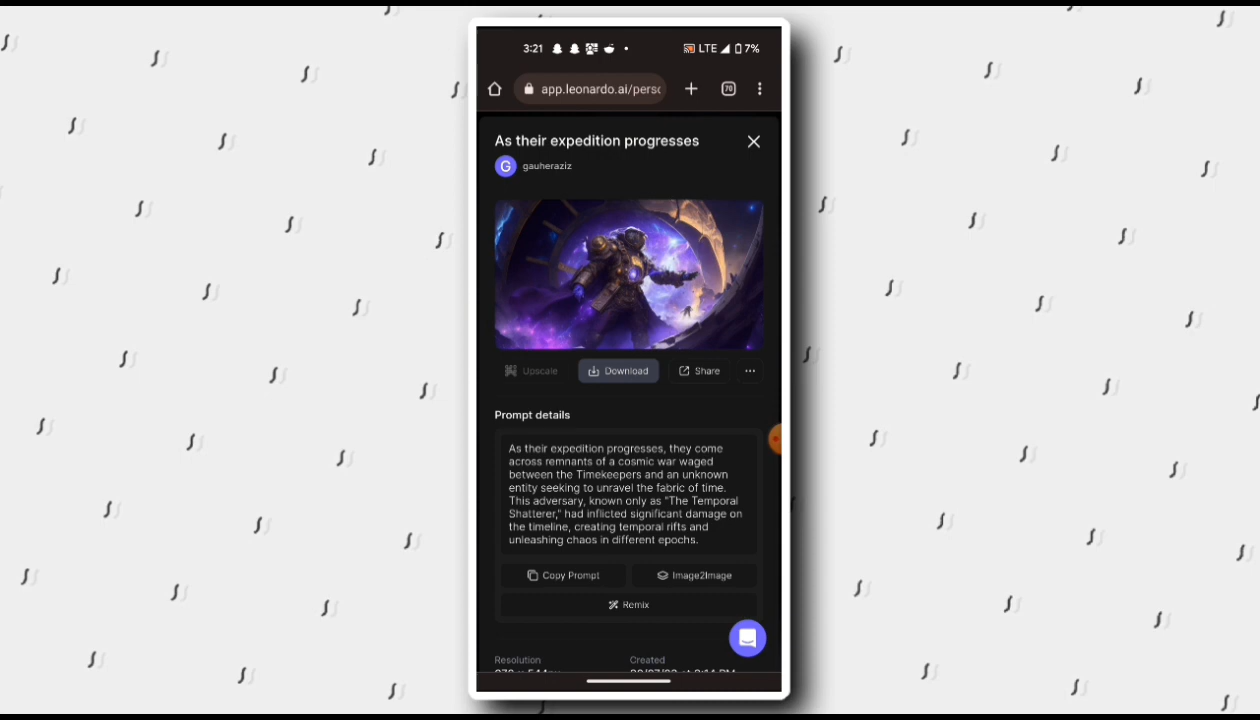 3:21
LTE 7%
app.leonardo.ai/perso
70
As their expedition progresses
G gauheraziz
Upscale
Download
Share
Prompt details
As their expedition progresses, they come
across remnants of a cosmic war waged
between the Timekeepers and an unknown
entity seeking to unravel the fabric of time.
This adversary, known only as "The Temporal
Shatterer," had inflicted significant damage on
the timeline, creating temporal rifts and
unleashing chaos in different epochs.
Copy Prompt
Image2Image
Remix
Resolution
Created